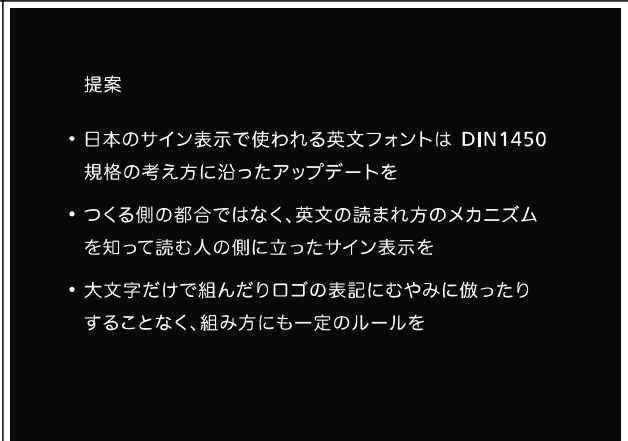 提案
• 日本のサイン表示で使われる英文フォントは DIN1450
規格の考え方に沿ったアップデートを
• つくる側の都合ではなく、英文の読まれ方のメカニズム
を知って読む人の側に立ったサイン表示を
• 大文字だけで組んだりロゴの表記にむやみに倣ったり
することなく、組み方にも一定のルールを